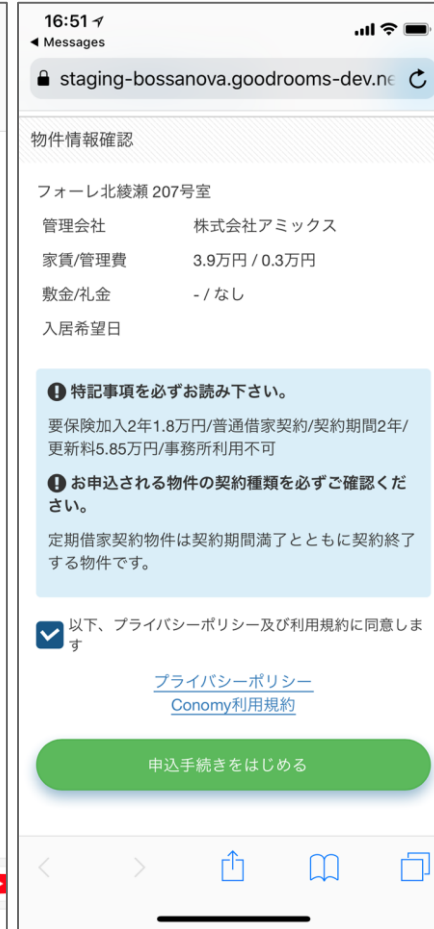 16:51
Messages
staging-bossanova.goodrooms-dev.ne
物件情報確認
フォーレ北綾瀬 207号室
管理会社 株式会社アミックス
家賃/管理費 3.9万円 / 0.3万円
敷金/礼金 - / なし
入居希望日
特記事項を必ずお読み下さい。
要保険加入2年1.8万円/普通借家契約/契約期間2年/
更新料5.85万円/事務所利用不可
お申込される物件の契約種類を必ずご確認くだ
さい。
定期借家契約物件は契約期間満了とともに契約終了
する物件です。
以下、プライバシーポリシー及び利用規約に同意しま
す
プライバシーポリシー
Conomy利用規約
申込手続きをはじめる